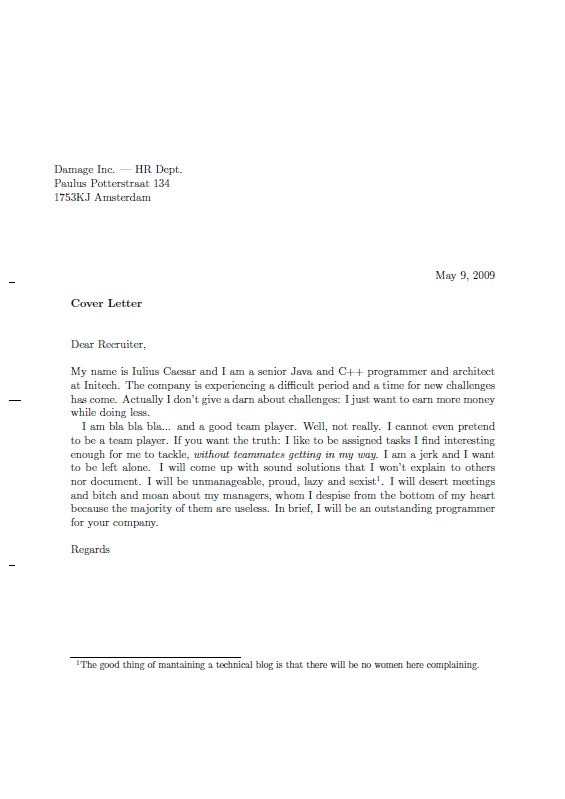 Damage Inc. — HR Dept.
Paulus Potterstraat 134
1753KJ Amsterdam
May 9, 2009
Cover Letter
Dear Recruiter,
My name is Iulius Caesar and I am a senior Java and C++ programmer and architect
at Initech. The company is experiencing a difficult period and a time for new challenges
has come. Actually I don't give a darn about challenges: I just want to earn more money
while doing less.
I am bla bla bla... and a good team player. Well, not really. I cannot even pretend
to be a team player. If you want the truth: I like to be assigned tasks I find interesting
enough for me to tackle, without teammates getting in my way. I am a jerk and I want
to be left alone. I will come up with sound solutions that I won't explain to others
nor document. I will be unmanageable, proud, lazy and sexist¹. I will desert meetings
and bitch and moan about my managers, whom I despise from the bottom of my heart
because the majority of them are useless. In brief, I will be an outstanding programmer
for your company.
Regards
¹The good thing of mantaining a technical blog is that there will be no women here complaining.